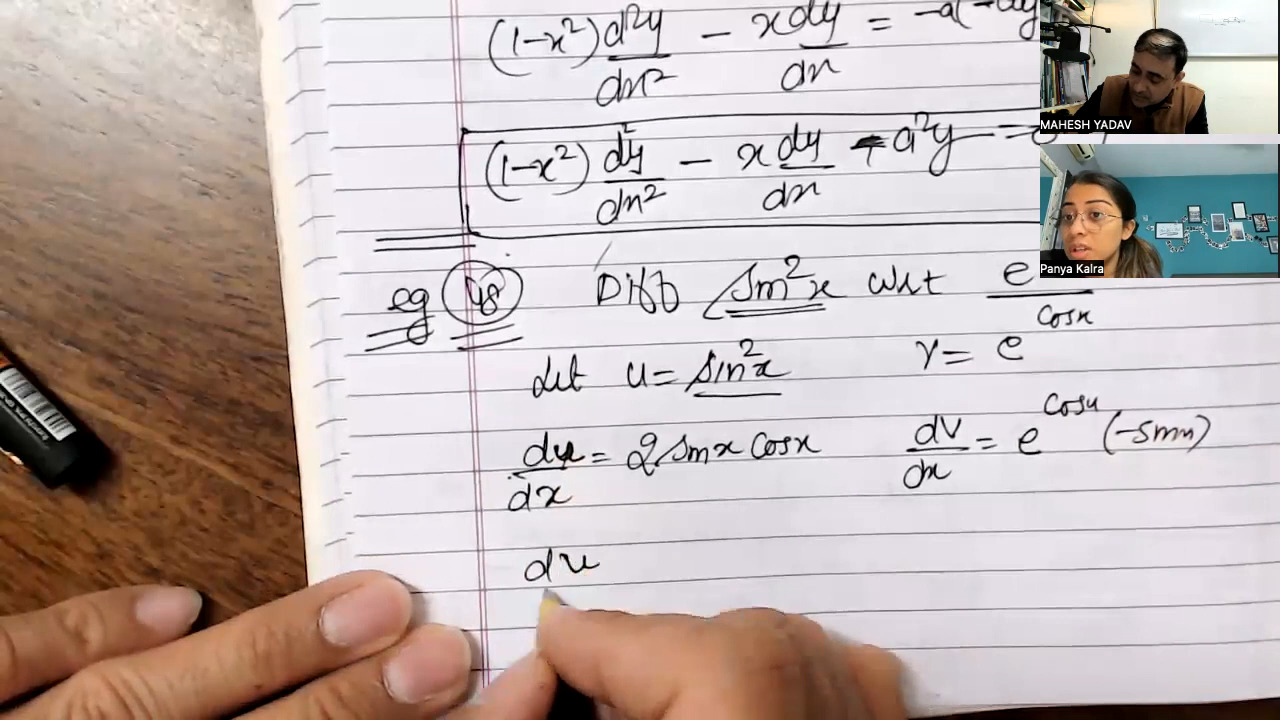 (1-x²) d²y/dx² - x dy/dx =
MAHESH YADAV
(1-x²) d²y/dx² - x dy/dx + a²y =
Panya Kalra
eg 48 Diff sin²x wrt e
Let u = sin²x v = e^cosx
du/dx = 2 sinx cosx dv/dx = e^cosx (-sinx)
du